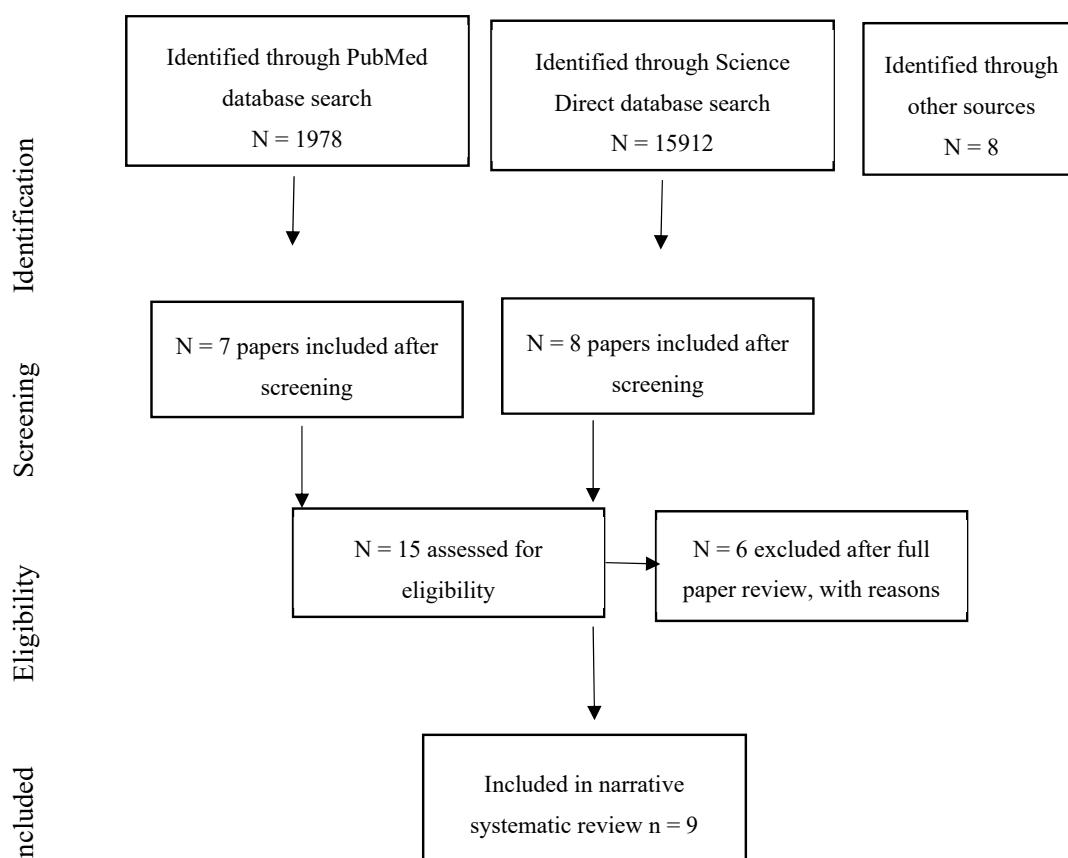 Identified through PubMed
database search
N = 1978
Identified through Science
Direct database search
N = 15912
Identified through
other sources
N = 8
Identification
N = 7 papers included after
screening
N = 8 papers included after
screening
Screening
N = 15 assessed for
eligibility
N = 6 excluded after full
paper review, with reasons
Eligibility
Included in narrative
systematic review n = 9
ncluded